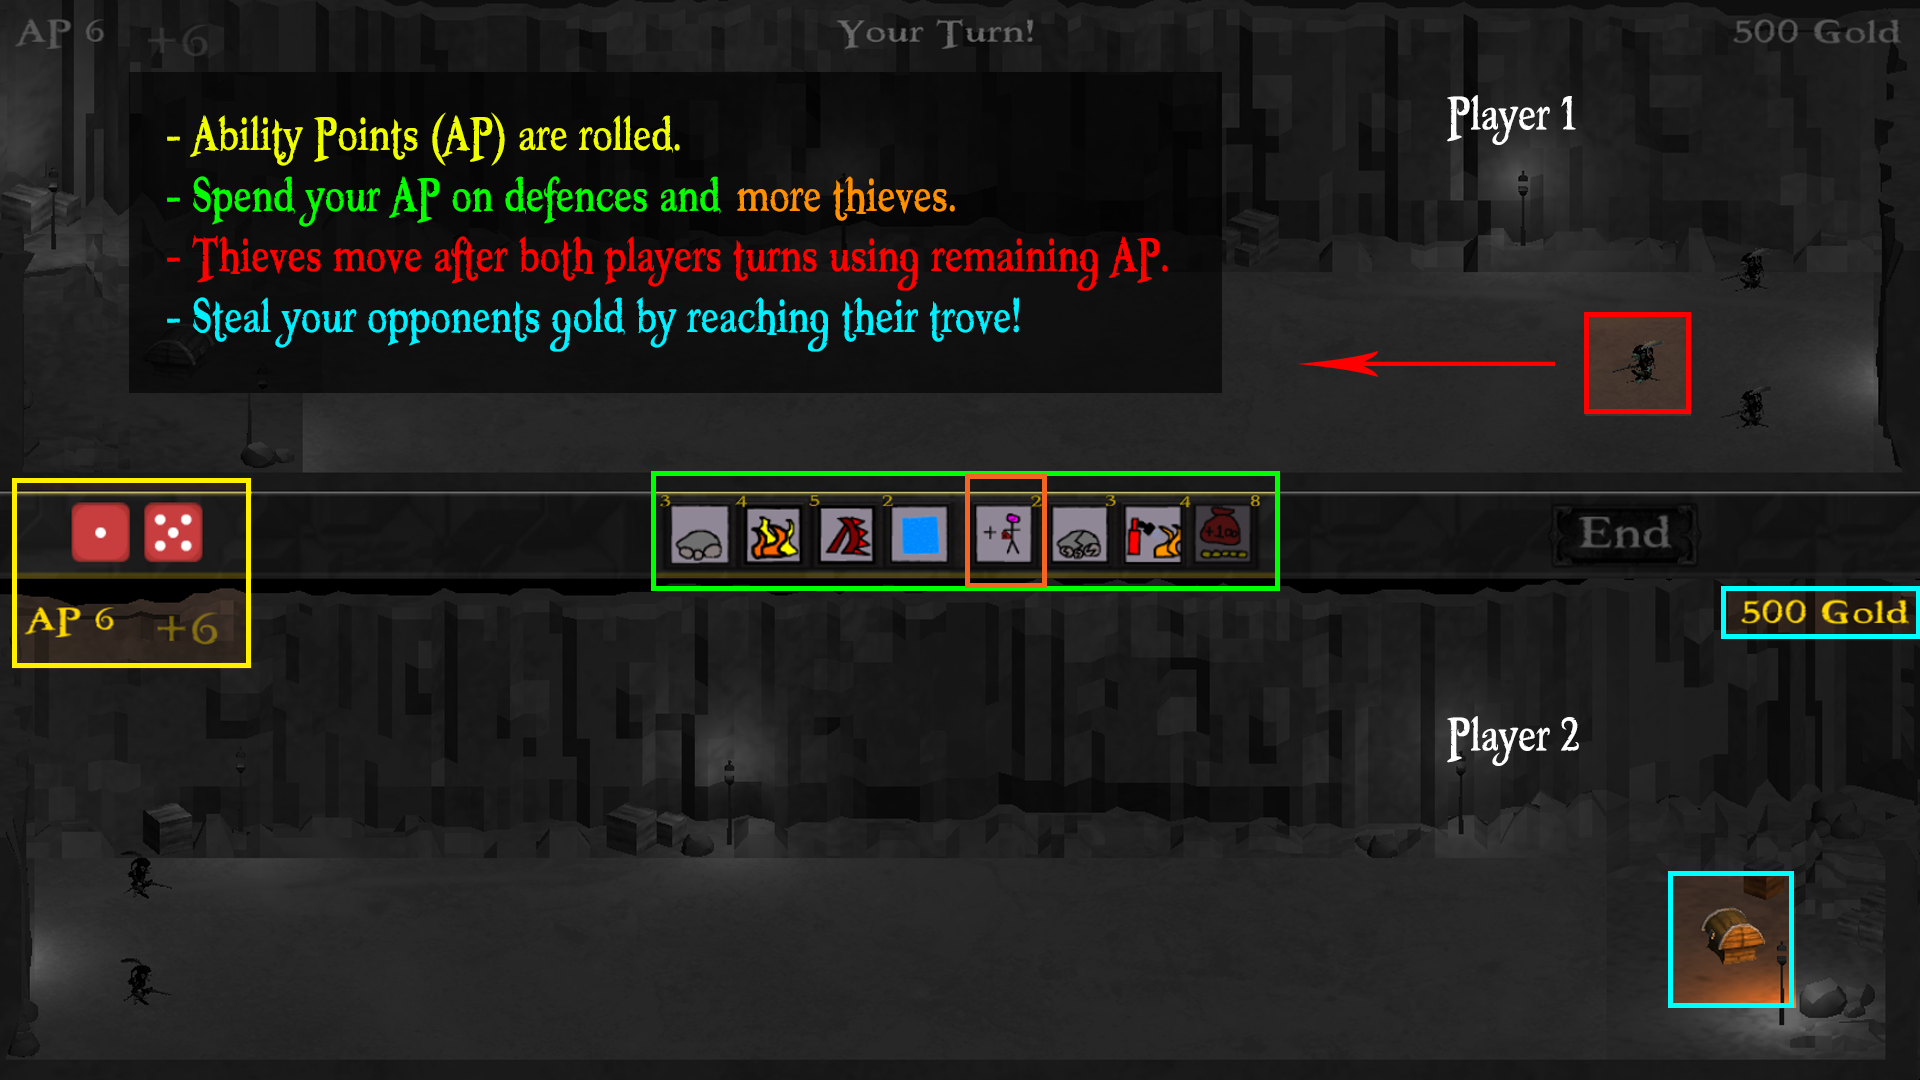 AP 6
+6
Your Turn!
500 Gold
Player 1
- Ability Points (AP) are rolled.
- Spend your AP on defences and more thieves.
- Thieves move after both players turns using remaining AP.
- Steal your opponents gold by reaching their trove!
3 4 5 2 2 3 4 8
+
+100
End
AP 6
+6
500 Gold
Player 2